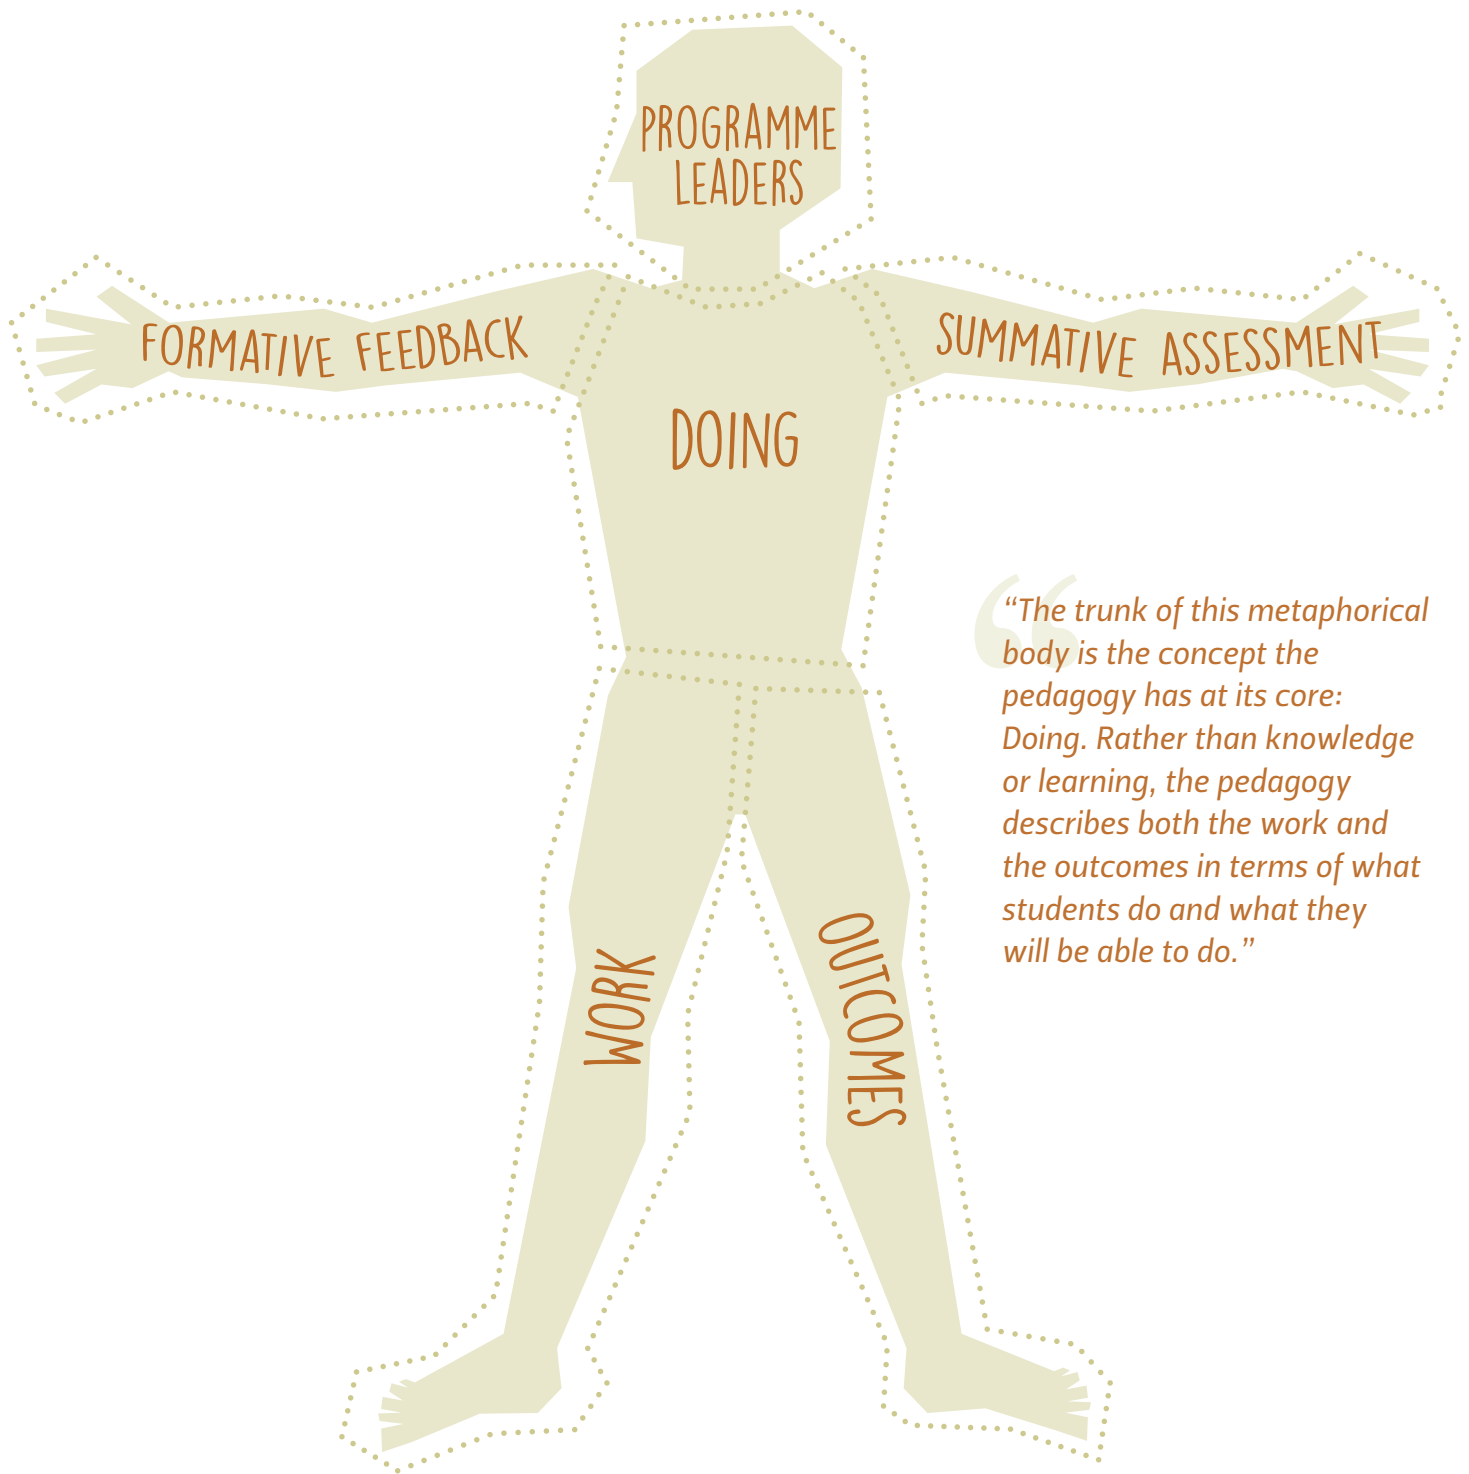 PROGRAMME
LEADERS
FORMATIVE FEEDBACK
SUMMATIVE ASSESSMENT
DOING
“The trunk of this metaphorical
body is the concept the
pedagogy has at its core:
Doing. Rather than knowledge
or learning, the pedagogy
describes both the work and
the outcomes in terms of what
students do and what they
will be able to do.”
WORK
OUTCOMES